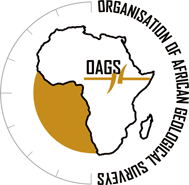 ORGANISATION OF AFRICAN GEOLOGICAL SURVEYS
OAGS